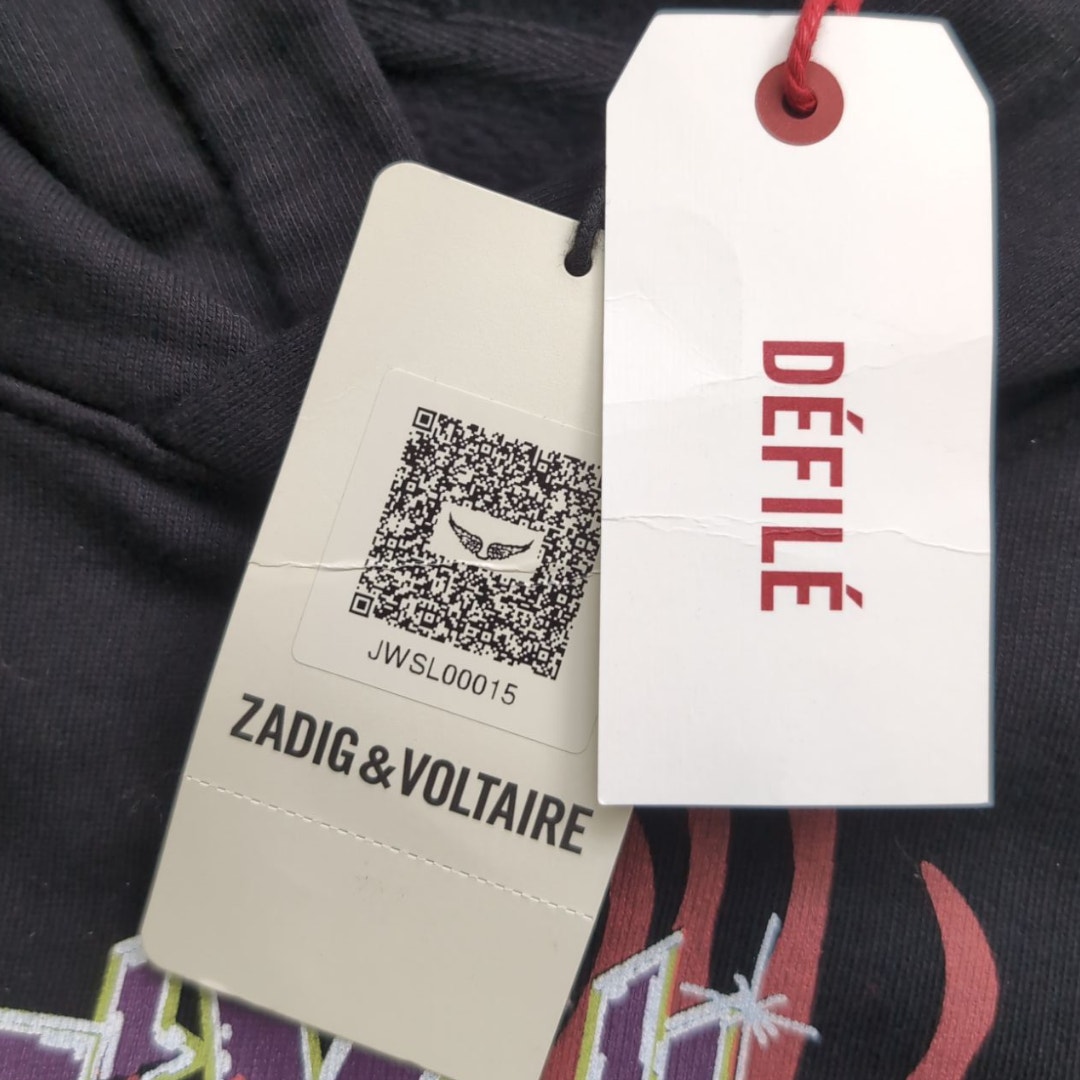 JWSL00015
ZADIG & VOLTAIRE
DÉFILÉ